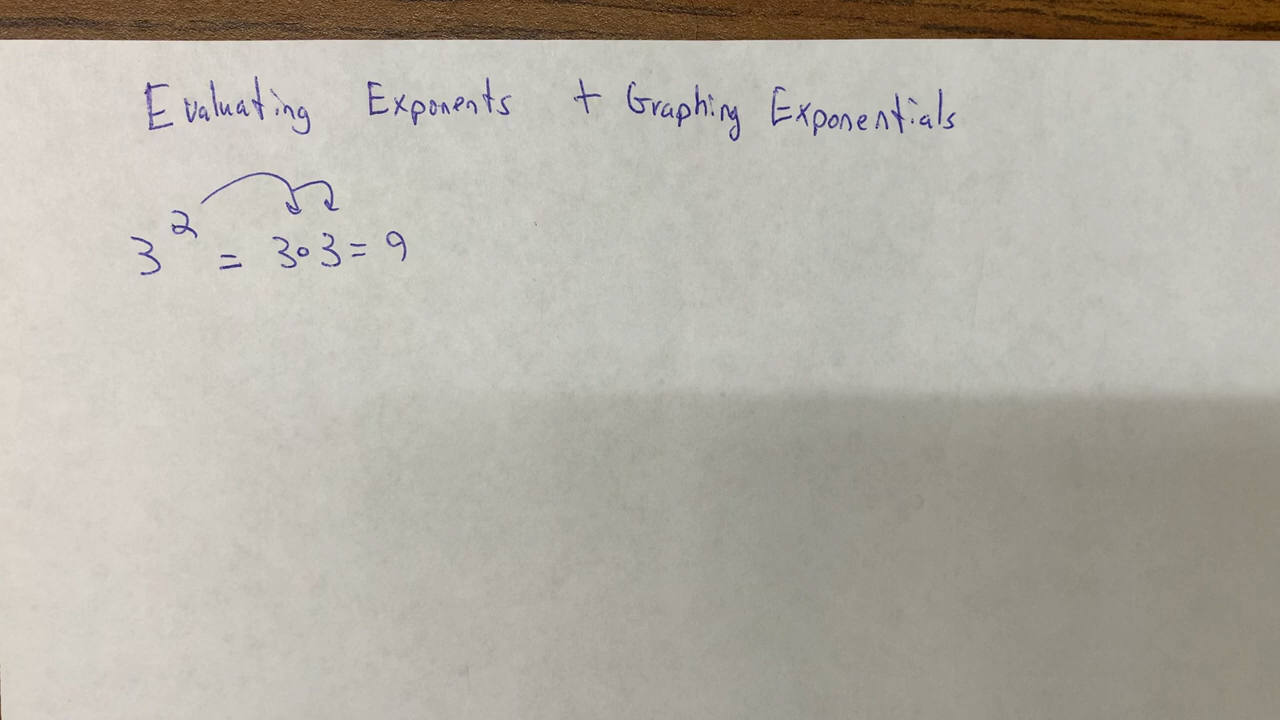 Evaluating Exponents + Graphing Exponentials
3² = 3∘3 = 9